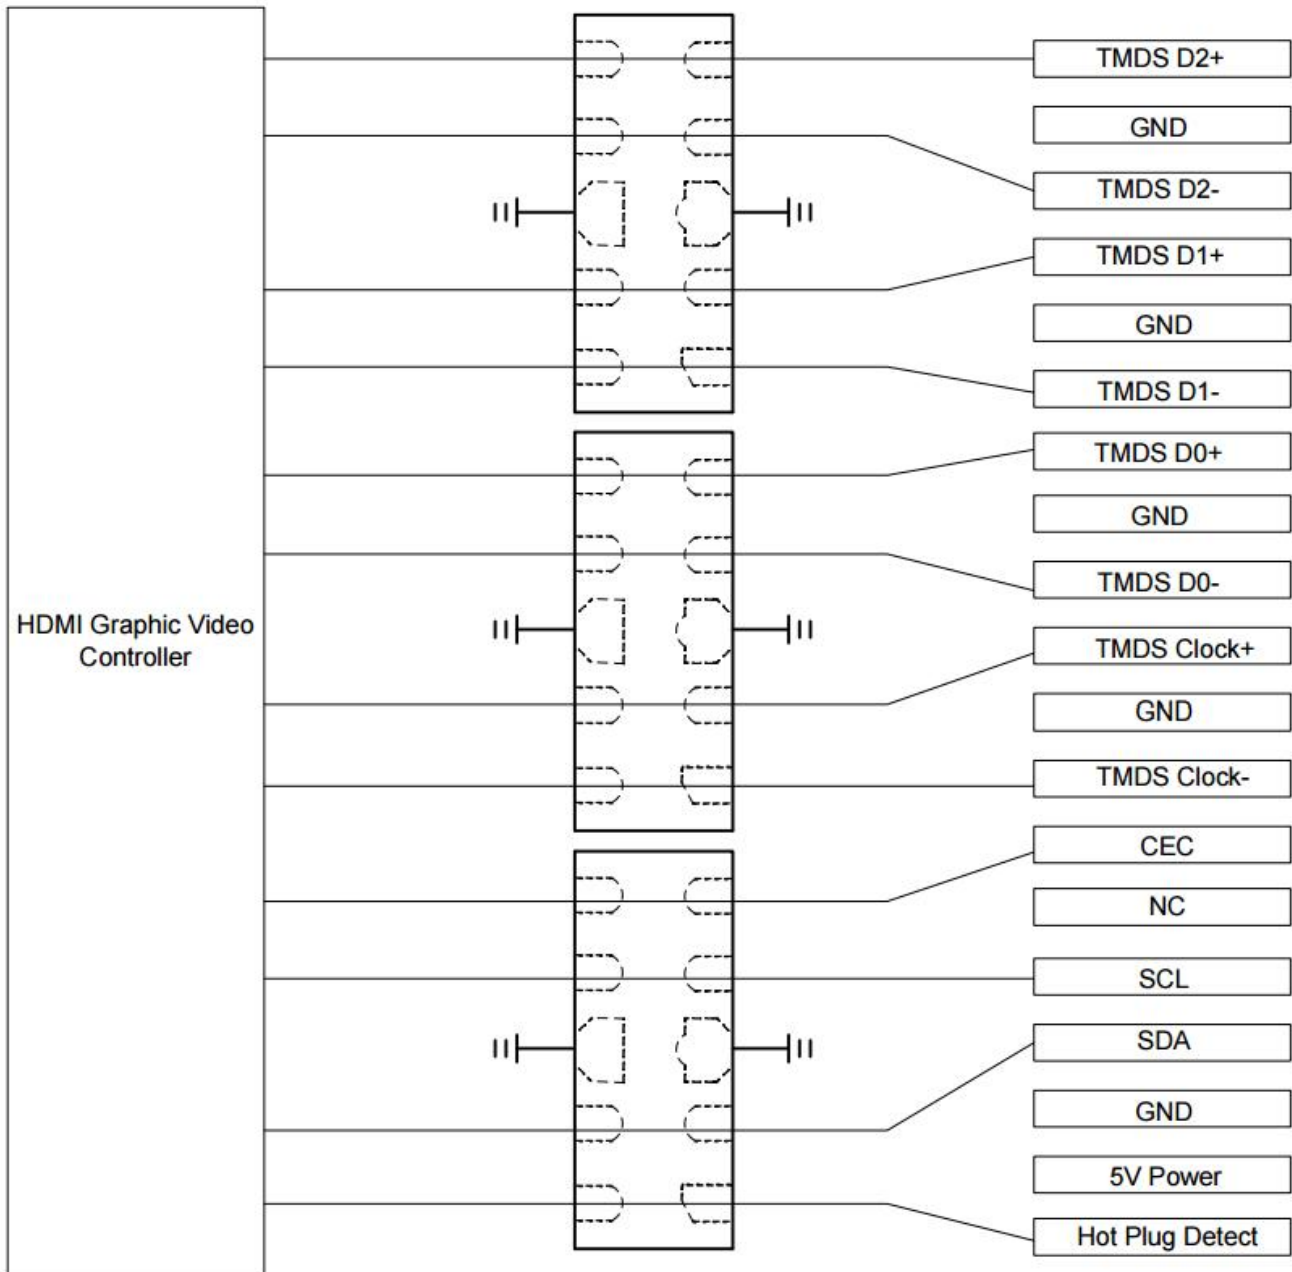 HDMI Graphic Video
Controller
TMDS D2+
GND
TMDS D2-
TMDS D1+
GND
TMDS D1-
TMDS D0+
GND
TMDS D0-
TMDS Clock+
GND
TMDS Clock-
CEC
NC
SCL
SDA
GND
5V Power
Hot Plug Detect